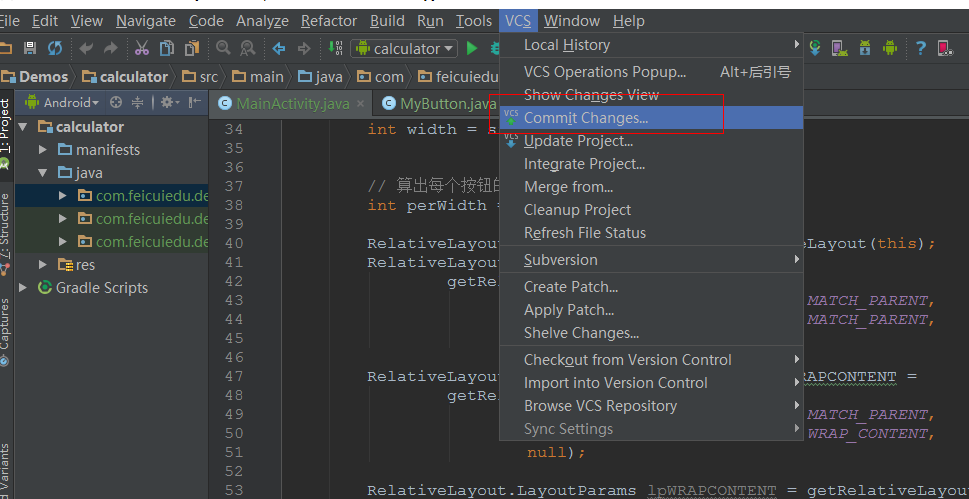 File Edit View Navigate Code Analyze Refactor Build Run Tools VCS Window Help
calculator
Demos calculator src main java com feicuiedu
Android
MainActivity.java MyButton.java
1: Project
Z: Structure
Captures
Variants
calculator
manifests
java
com.feicuiedu.de
com.feicuiedu.de
com.feicuiedu.de
res
Gradle Scripts
34 int width = s
35
36
37 // 算出每个按钮的
38 int perWidth =
39
40 RelativeLayout eLayout(this);
41 RelativeLayout
42 getRel
43 MATCH_PARENT,
44 MATCH_PARENT,
45
46
47 RelativeLayout RAPCONTENT =
48 getRel
49 MATCH_PARENT,
50 WRAP_CONTENT,
51 null);
52
53 RelativeLayout.LayoutParams lpWRAPCONTENT = getRelativeLayou
Local History
VCS Operations Popup... Alt+后引号
Show Changes View
Commit Changes...
Update Project...
Integrate Project...
Merge from...
Cleanup Project
Refresh File Status
Subversion
Create Patch...
Apply Patch...
Shelve Changes...
Checkout from Version Control
Import into Version Control
Browse VCS Repository
Sync Settings